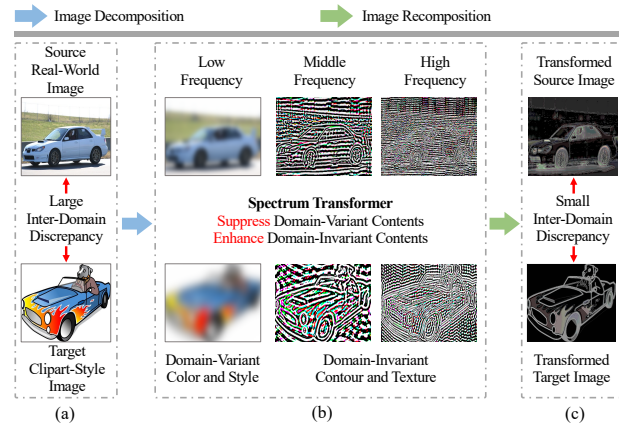 Image Decomposition
Image Recomposition
Source
Real-World
Image
Large
Inter-Domain
Discrepancy
Target
Clipart-Style
Image
(a)
Low
Frequency
Middle
Frequency
High
Frequency
Spectrum Transformer
Suppress Domain-Variant Contents
Enhance Domain-Invariant Contents
Domain-Variant
Color and Style
Domain-Invariant
Contour and Texture
(b)
Transformed
Source Image
Small
Inter-Domain
Discrepancy
Transformed
Target Image
(c)